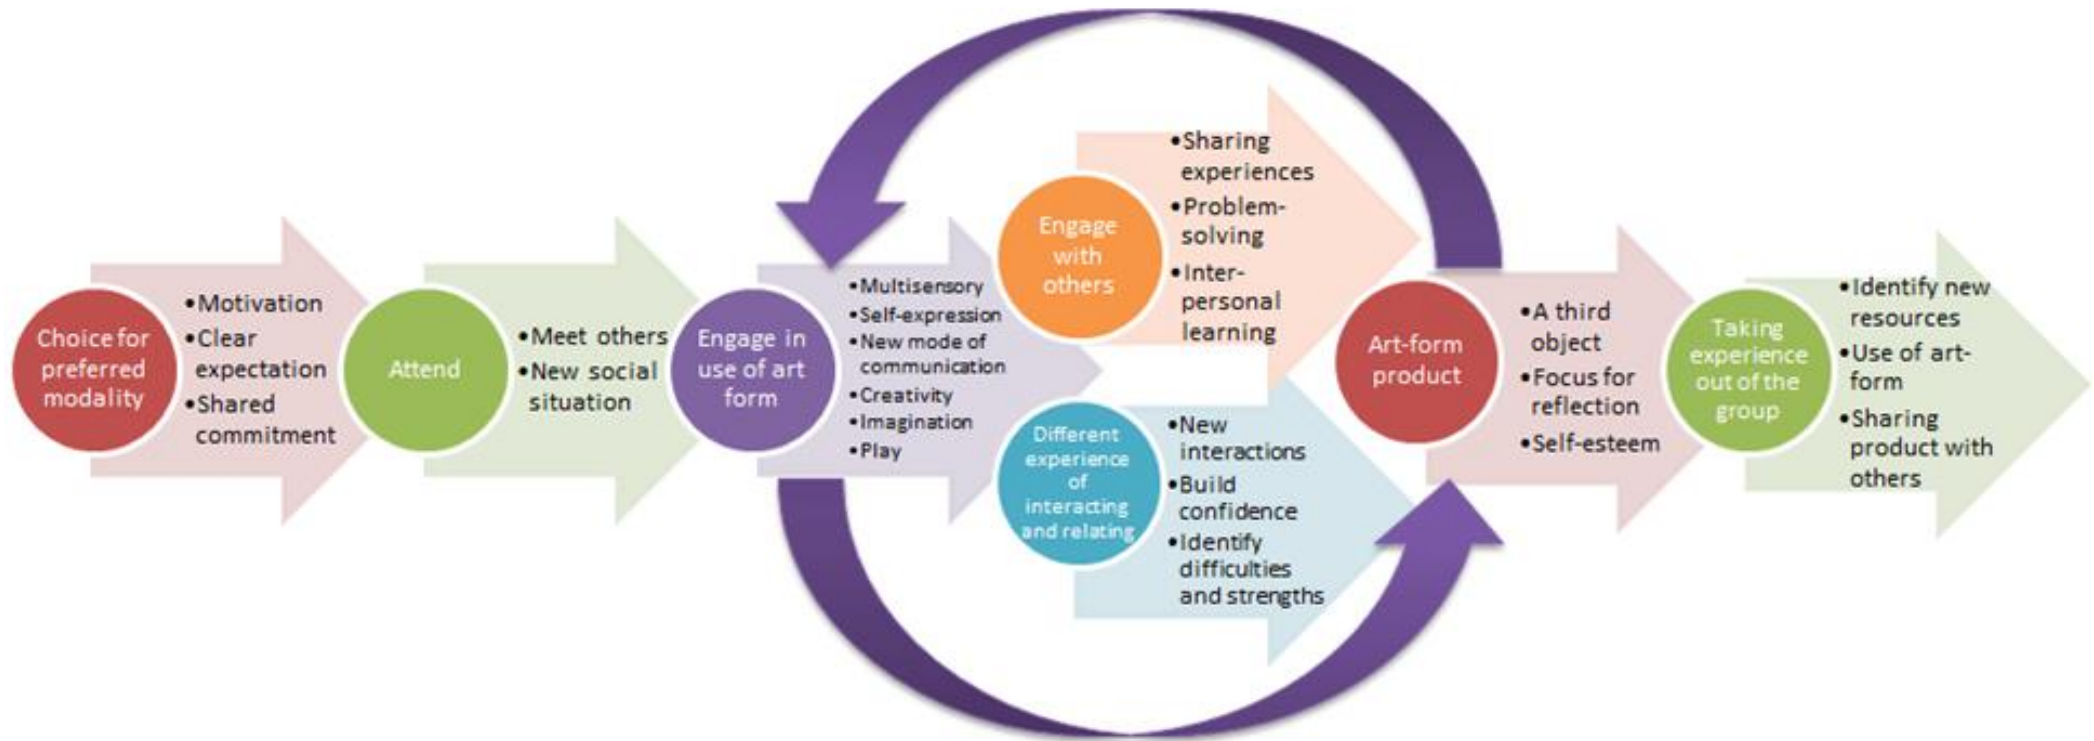 Choice for
preferred
modality
•Motivation
•Clear
expectation
•Shared
commitment
Attend
•Meet others
•New social
situation
Engage in
use of art
form
•Multisensory
•Self-expression
•New mode of
communication
•Creativity
•Imagination
•Play
Engage
with
others
•Sharing
experiences
•Problem-
solving
•Inter-
personal
learning
Different
experience
of
interacting
and relating
•New
interactions
•Build
confidence
•Identify
difficulties
and strengths
Art-form
product
•A third
object
•Focus for
reflection
•Self-esteem
Taking
experience
out of the
group
•Identify new
resources
•Use of art-
form
•Sharing
product with
others